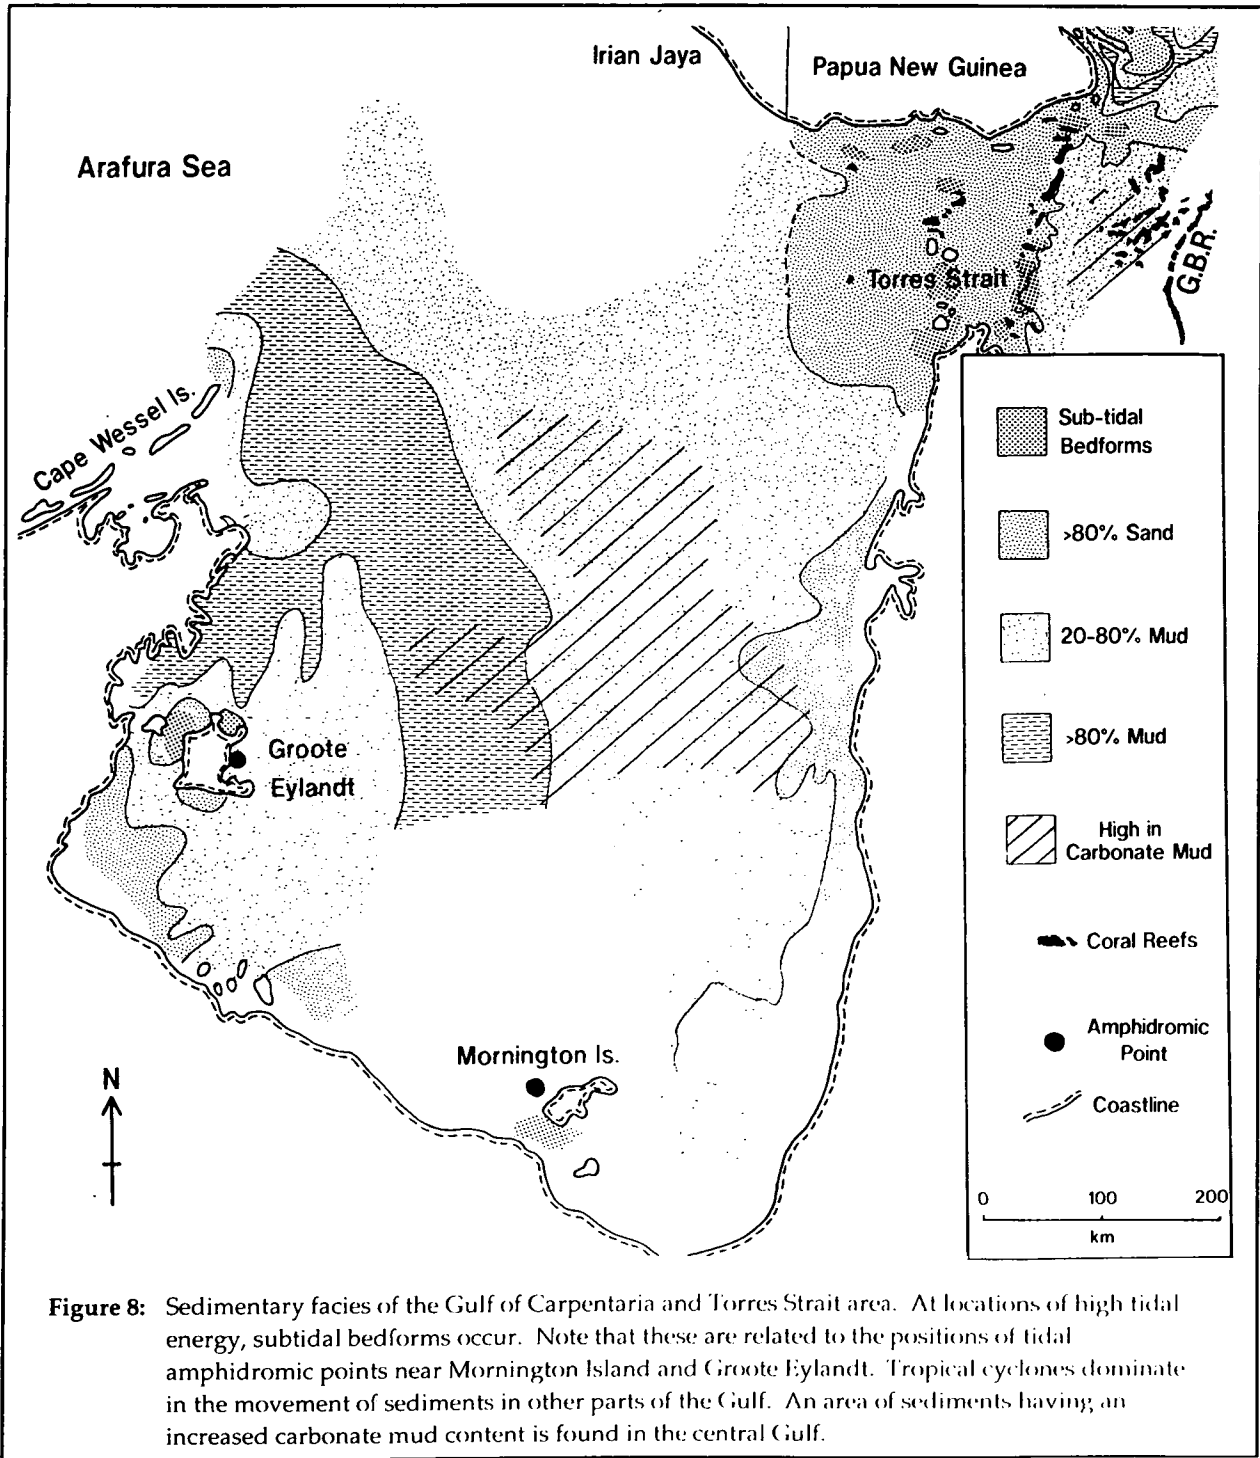 Irian Jaya
Papua New Guinea
Arafura Sea
Torres Strait
G.B.R.
Cape Wessel Is.
Groote
Eylandt
Mornington Is.
N
Sub-tidal
Bedforms
>80% Sand
20-80% Mud
>80% Mud
High in
Carbonate Mud
Coral Reefs
Amphidromic
Point
Coastline
0 100 200
km
Figure 8: Sedimentary facies of the Gulf of Carpentaria and Torres Strait area. At locations of high tidal
energy, subtidal bedforms occur. Note that these are related to the positions of tidal
amphidromic points near Mornington Island and Groote Eylandt. Tropical cyclones dominate
in the movement of sediments in other parts of the Gulf. An area of sediments having an
increased carbonate mud content is found in the central Gulf.